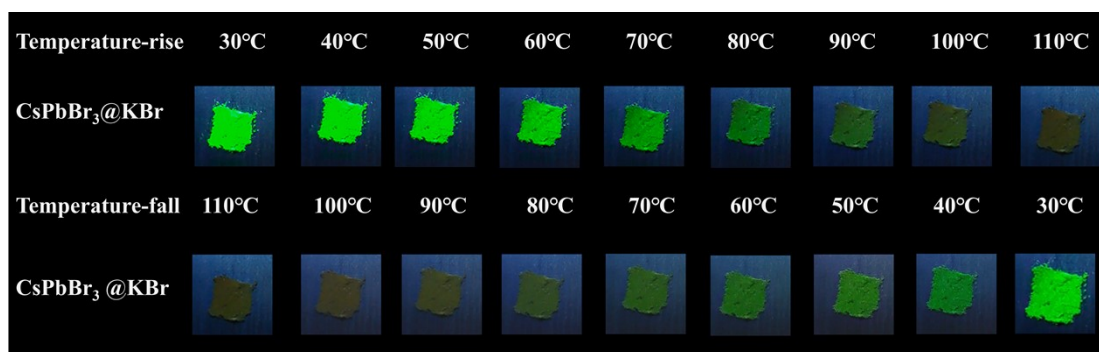 Temperature-rise 30°C 40°C 50°C 60°C 70°C 80°C 90°C 100°C 110°C
CsPbBr₃@KBr
Temperature-fall 110°C 100°C 90°C 80°C 70°C 60°C 50°C 40°C 30°C
CsPbBr₃ @KBr